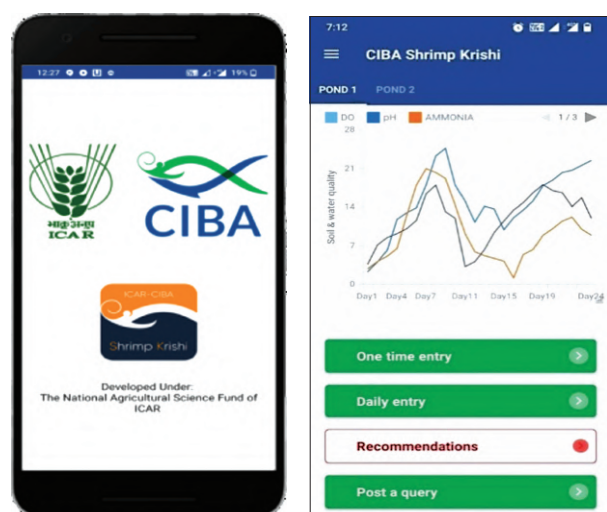 12:27
19%
भाकृअनुप
ICAR
CIBA
ICAR-CIBA
Shrimp Krishi
Developed Under:
The National Agricultural Science Fund of
ICAR
7:12
CIBA Shrimp Krishi
POND 1 POND 2
DO pH AMMONIA 1/3
28
21
14
7
0
Soil & water quality
Day1 Day4 Day7 Day11 Day15 Day19 Day24
One time entry
Daily entry
Recommendations
Post a query